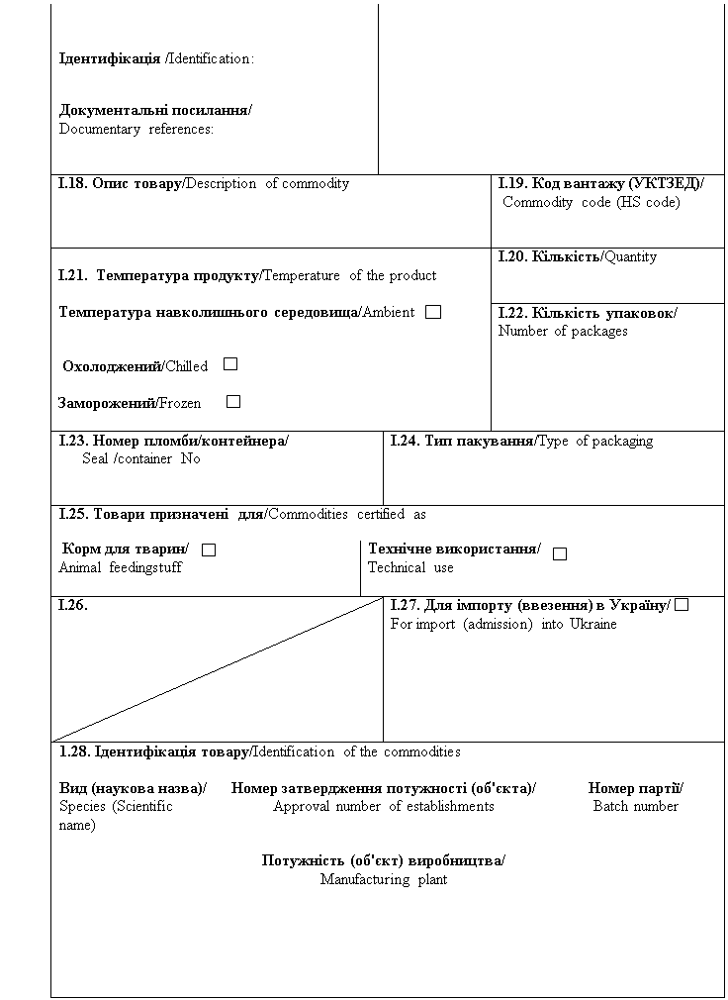 Ідентифікація /Identification:
Документальні посилання/
Documentary references:
І.18. Опис товару/Description of commodity
І.19. Код вантажу (УКТЗЕД)/
Commodity code (HS code)
І.20. Кількість/Quantity
І.21. Температура продукту/Temperature of the product
Температура навколишнього середовища/Ambient
І.22. Кількість упаковок/
Number of packages
Охолоджений/Chilled
Заморожений/Frozen
І.23. Номер пломби/контейнера/
Seal /container No
І.24. Тип пакування/Type of packaging
І.25. Товари призначені для/Commodities certified as
Корм для тварин/
Animal feedingstuff
Технічне використання/
Technical use
І.26.
І.27. Для імпорту (ввезення) в Україну/
For import (admission) into Ukraine
1.28. Ідентифікація товару/Identification of the commodities
Вид (наукова назва)/
Species (Scientific
name)
Номер затвердження потужності (об'єкта)/
Approval number of establishments
Номер партії/
Batch number
Потужність (об'єкт) виробництва/
Manufacturing plant